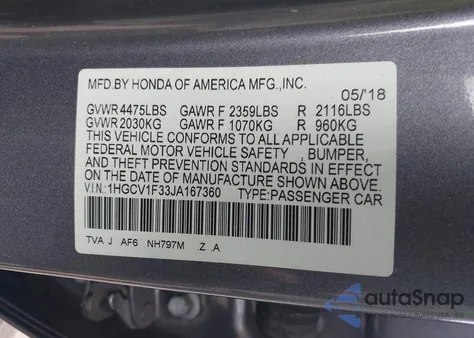 MFD.BY HONDA OF AMERICA MFG.,INC.
05/'18
GVWR 4475LBS GAWR F 2359LBS R 2116LBS
GVWR 2030KG GAWR F 1070KG R 960KG
THIS VEHICLE CONFORMS TO ALL APPLICABLE
FEDERAL MOTOR VEHICLE SAFETY , BUMPER,
AND THEFT PREVENTION STANDARDS IN EFFECT
ON THE DATE OF MANUFACTURE SHOWN ABOVE.
V.I.N.:1HGCV1F33JA167360 TYPE:PASSENGER CAR
TVA J AF6 NH797M .Z .A
autoSnap